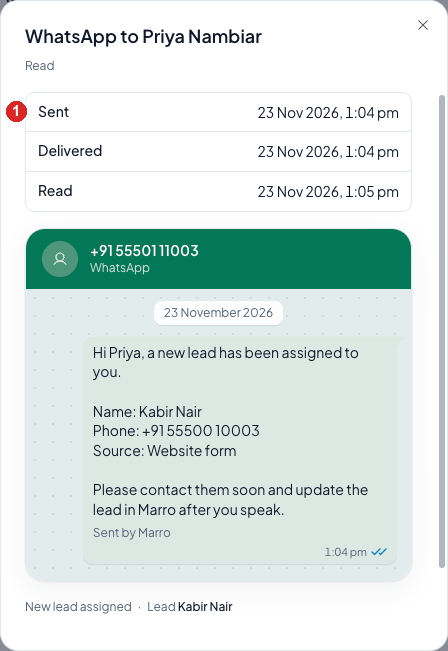 WhatsApp to Priya Nambiar
Read
1
Sent 23 Nov 2026, 1:04 pm
Delivered 23 Nov 2026, 1:04 pm
Read 23 Nov 2026, 1:05 pm
+91 55501 11003
WhatsApp
23 November 2026
Hi Priya, a new lead has been assigned to
you.
Name: Kabir Nair
Phone: +91 55500 10003
Source: Website form
Please contact them soon and update the
lead in Marro after you speak.
Sent by Marro
1:04 pm
New lead assigned · Lead Kabir Nair